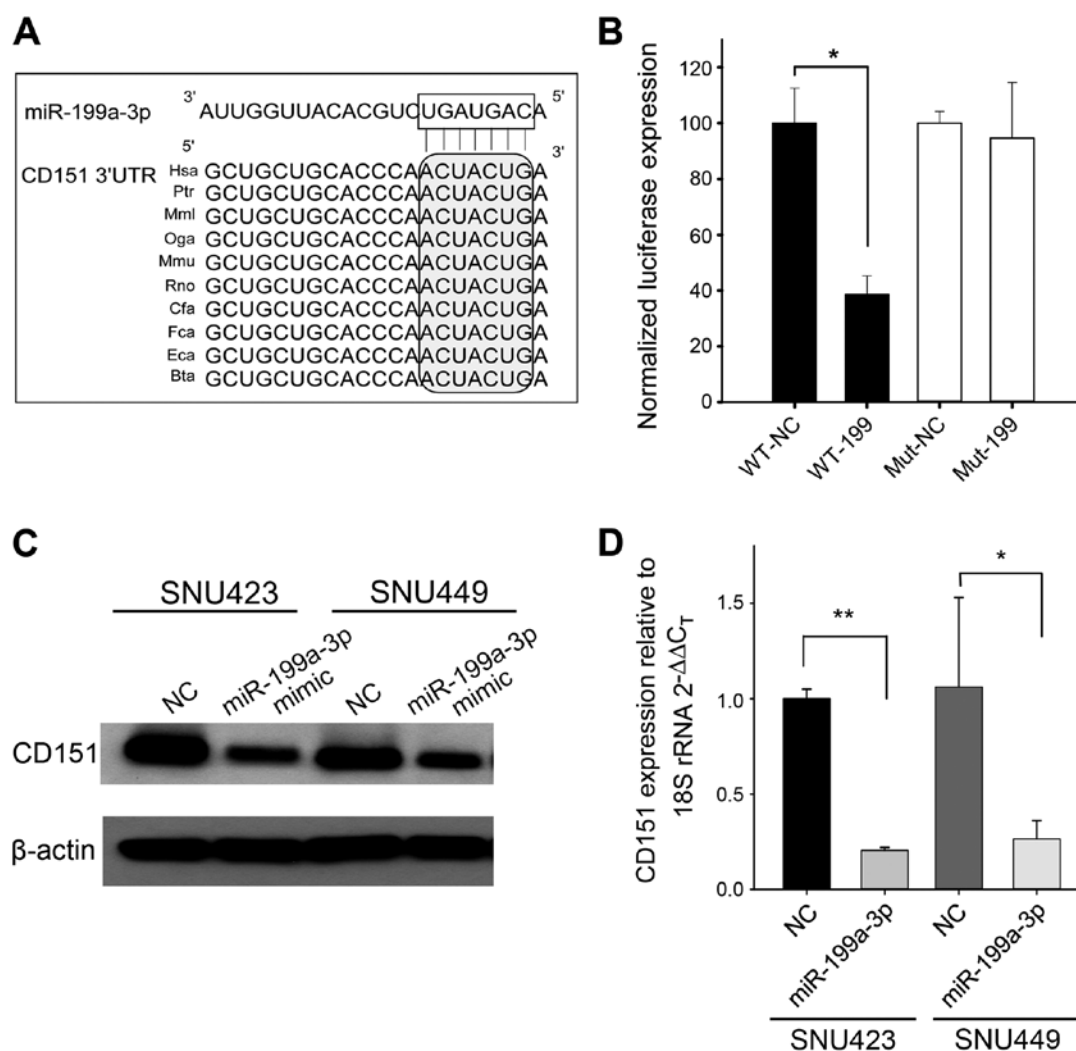 A
3' 5'
miR-199a-3p AUUGGUUACACGUCUGAUGACA
5' 3'
CD151 3'UTR
Hsa GCUGCUGCACCCAACUACUGA
Ptr GCUGCUGCACCCAACUACUGA
Mml GCUGCUGCACCCAACUACUGA
Oga GCUGCUGCACCCAACUACUGA
Mmu GCUGCUGCACCCAACUACUGA
Rno GCUGCUGCACCCAACUACUGA
Cfa GCUGCUGCACCCAACUACUGA
Fca GCUGCUGCACCCAACUACUGA
Eca GCUGCUGCACCCAACUACUGA
Bta GCUGCUGCACCCAACUACUGA
B
Normalized luciferase expression
120
100
80
60
40
20
0
*
WT-NC
WT-199
Mut-NC
Mut-199
C
SNU423 SNU449
NC
miR-199a-3p
mimic
NC
miR-199a-3p
mimic
CD151
β-actin
D
CD151 expression relative to
18S rRNA 2-ΔΔCT
1.5
1.0
0.5
0.0
**
*
NC
miR-199a-3p
NC
miR-199a-3p
SNU423 SNU449